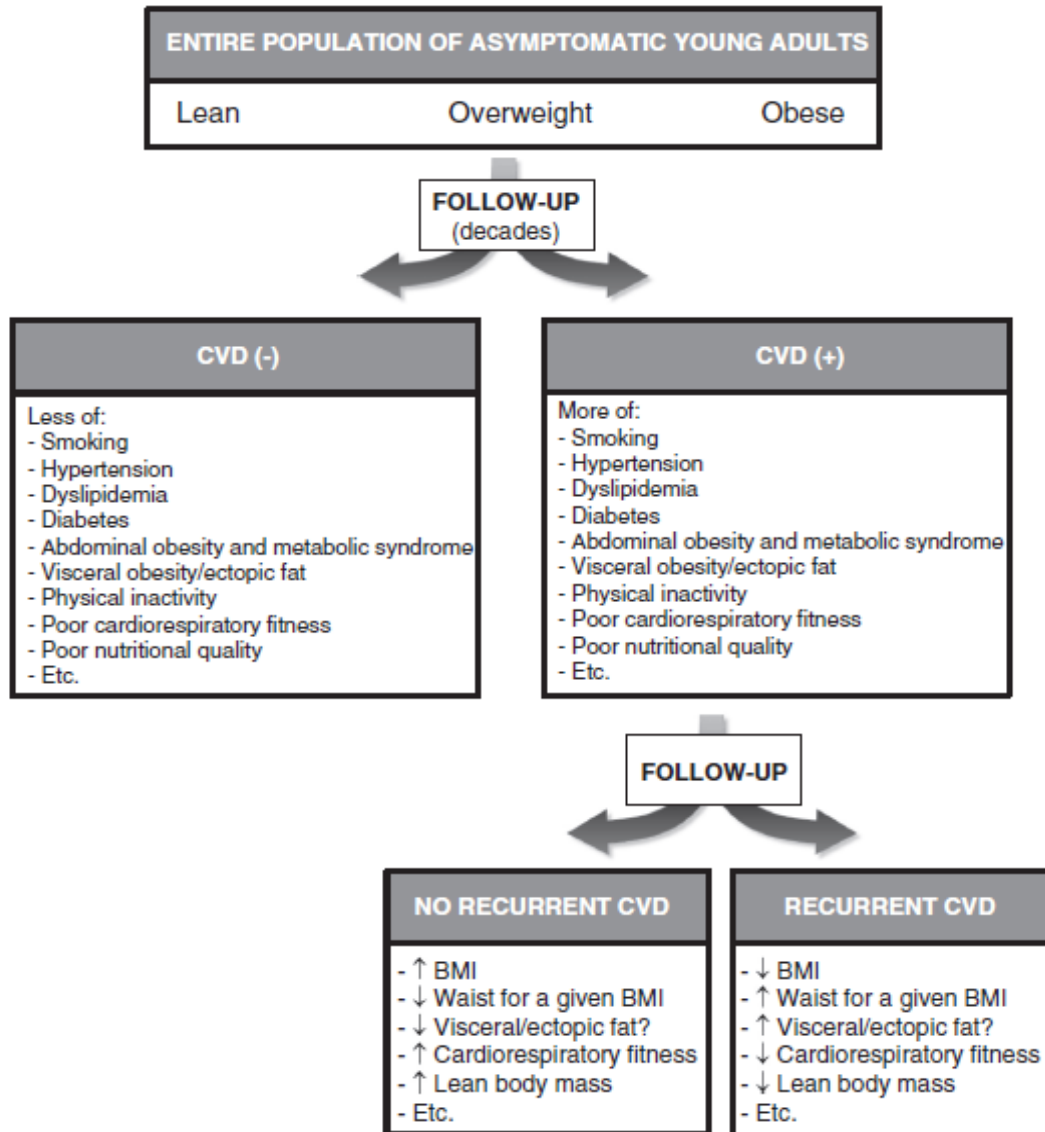 ENTIRE POPULATION OF ASYMPTOMATIC YOUNG ADULTS
Lean Overweight Obese
FOLLOW-UP
(decades)
CVD (-)
Less of:
- Smoking
- Hypertension
- Dyslipidemia
- Diabetes
- Abdominal obesity and metabolic syndrome
- Visceral obesity/ectopic fat
- Physical inactivity
- Poor cardiorespiratory fitness
- Poor nutritional quality
- Etc.
CVD (+)
More of:
- Smoking
- Hypertension
- Dyslipidemia
- Diabetes
- Abdominal obesity and metabolic syndrome
- Visceral obesity/ectopic fat
- Physical inactivity
- Poor cardiorespiratory fitness
- Poor nutritional quality
- Etc.
FOLLOW-UP
NO RECURRENT CVD
- ↑ BMI
- ↓ Waist for a given BMI
- ↓ Visceral/ectopic fat?
- ↑ Cardiorespiratory fitness
- ↑ Lean body mass
- Etc.
RECURRENT CVD
- ↓ BMI
- ↑ Waist for a given BMI
- ↑ Visceral/ectopic fat?
- ↓ Cardiorespiratory fitness
- ↓ Lean body mass
- Etc.